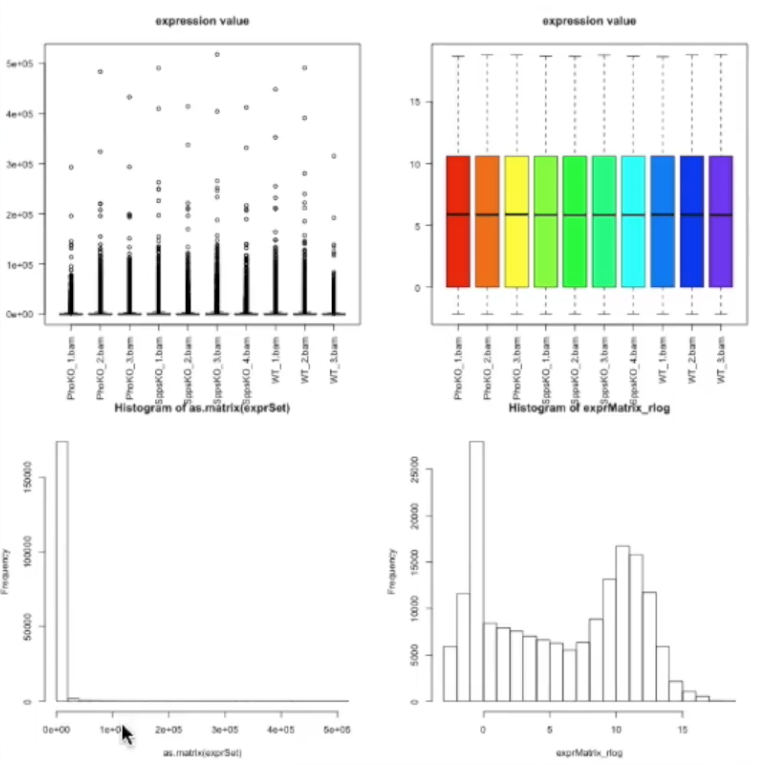 expression value
expression value
5e+05
4e+05
3e+05
2e+05
1e+05
0e+00
15
10
5
0
PhoKO_1.bam
PhoKO_2.bam
PhoKO_3.bam
SppsKO_1.bam
SppsKO_2.bam
SppsKO_3.bam
SppsKO_4.bam
WT_1.bam
WT_2.bam
WT_3.bam
PhoKO_1.bam
PhoKO_2.bam
PhoKO_3.bam
SppsKO_1.bam
SppsKO_2.bam
SppsKO_3.bam
SppsKO_4.bam
WT_1.bam
WT_2.bam
WT_3.bam
Histogram of as.matrix(exprSet)
Histogram of exprMatrix_rlog
Frequency
150000
100000
50000
0
Frequency
25000
20000
15000
10000
5000
0
0e+00
2e+05
3e+05
4e+05
5e+05
0
5
10
15
as.matrix(exprSet)
exprMatrix_rlog